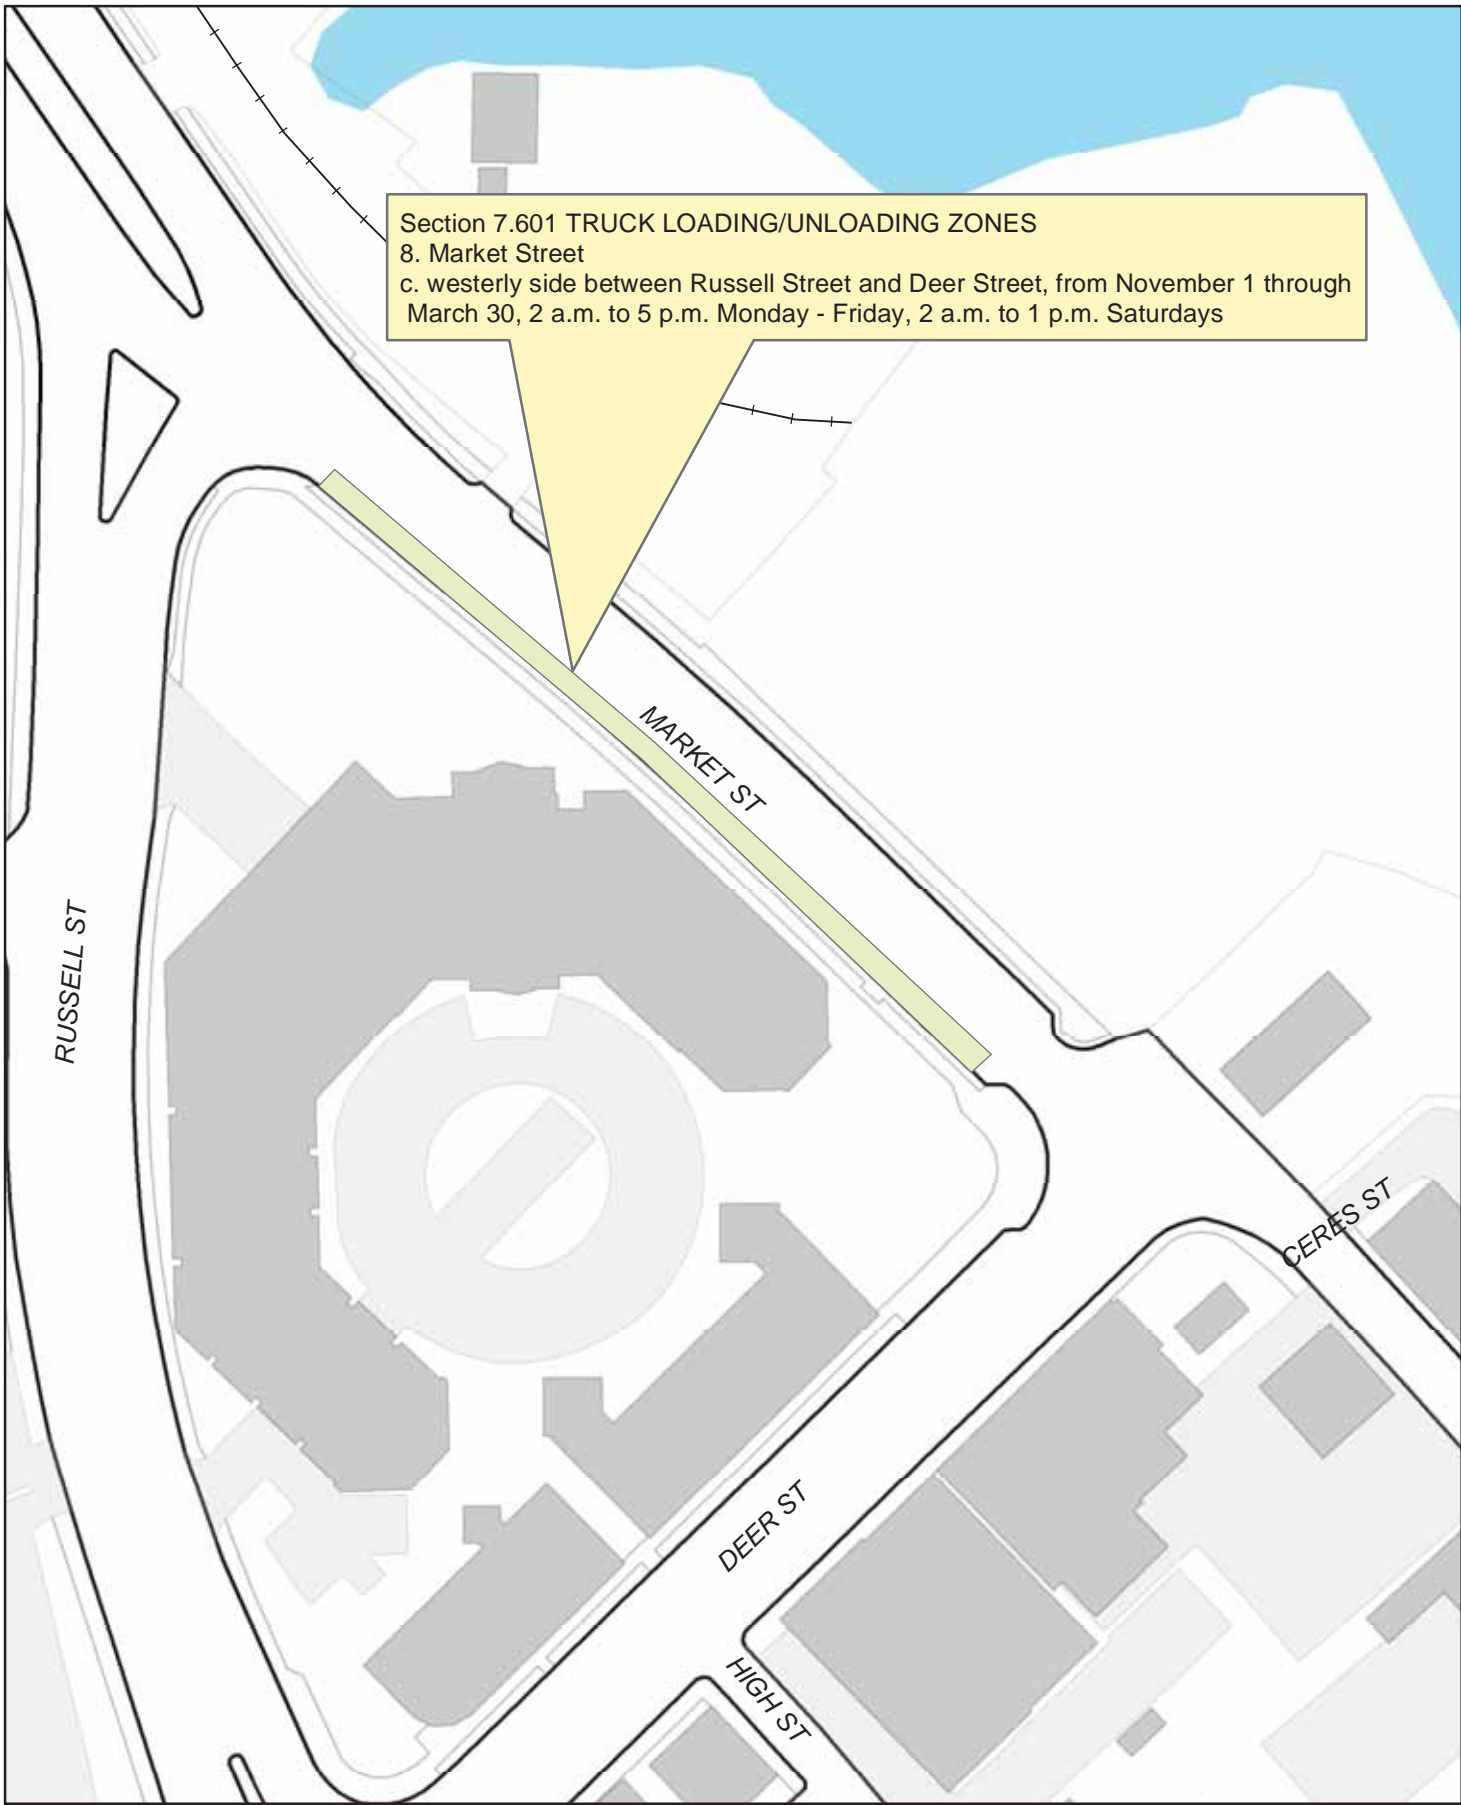 Section 7.601 TRUCK LOADING/UNLOADING ZONES
8. Market Street
c. westerly side between Russell Street and Deer Street, from November 1 through
March 30, 2 a.m. to 5 p.m. Monday - Friday, 2 a.m. to 1 p.m. Saturdays
MARKET ST
RUSSELL ST
CERES ST
DEER ST
HIGH ST